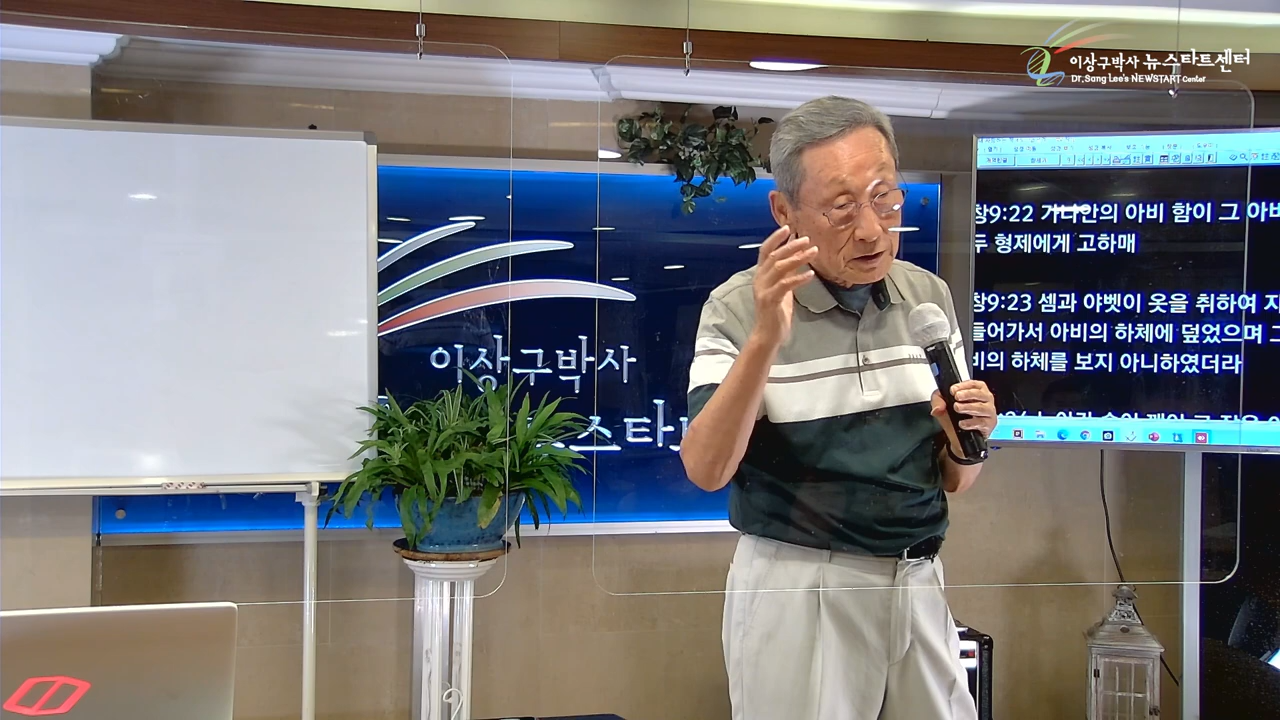 이상구박사 뉴스타트센터
Dr. Sang Lee's NEWSTART Center
창9:22 가나안의 아비 함이 그 아비
두 형제에게 고하매
창9:23 셈과 야벳이 옷을 취하여 자
들어가서 아비의 하체에 덮었으며 그
비의 하체를 보지 아니하였더라
이상구박사
스타